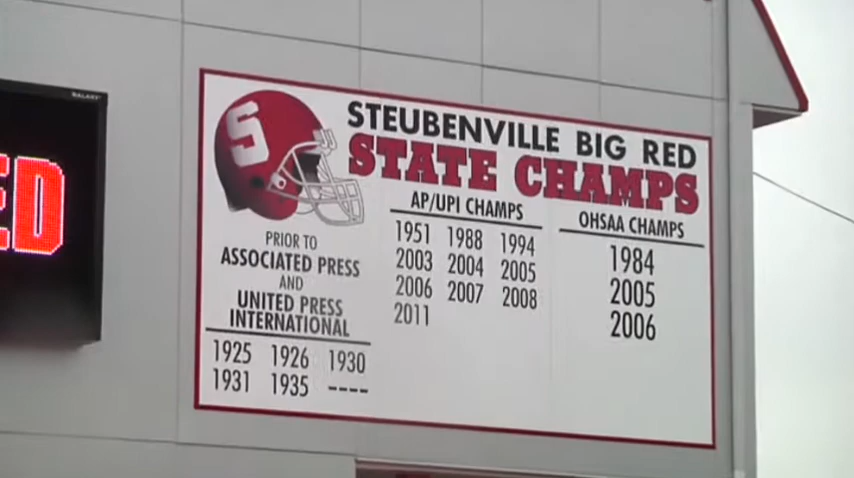 GALAXY
ED
S
STEUBENVILLE BIG RED
STATE CHAMPS
PRIOR TO
ASSOCIATED PRESS
AND
UNITED PRESS
INTERNATIONAL
1925 1926 1930
1931 1935 ----
AP/UPI CHAMPS
1951 1988 1994
2003 2004 2005
2006 2007 2008
2011
OHSAA CHAMPS
1984
2005
2006